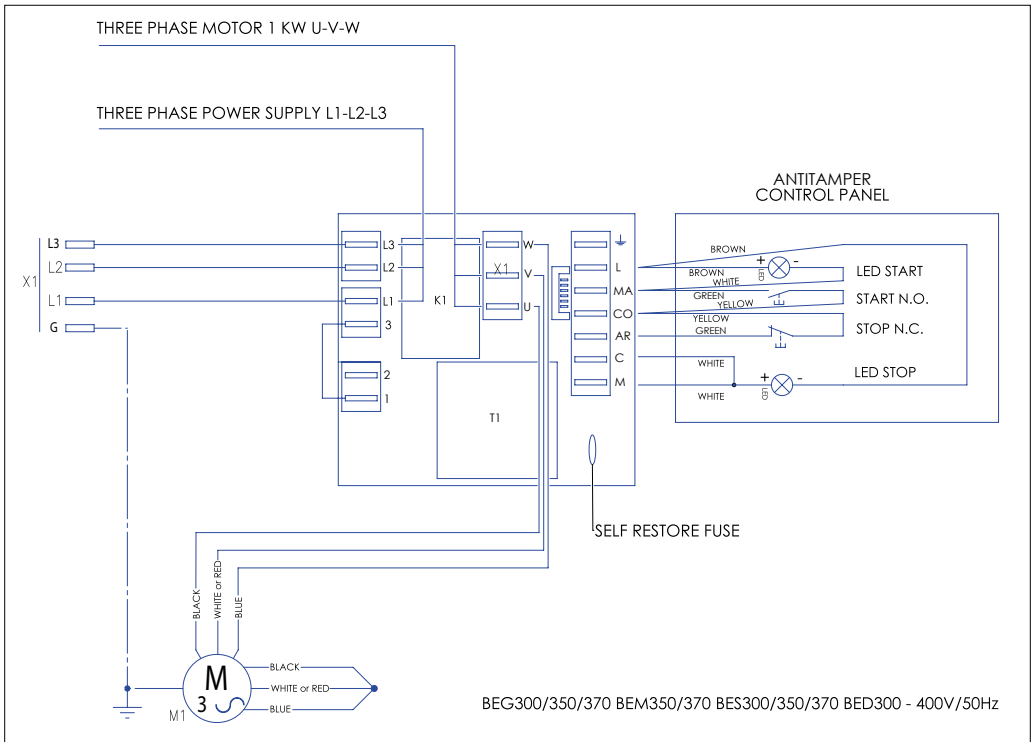 THREE PHASE MOTOR 1 KW U-V-W
THREE PHASE POWER SUPPLY L1-L2-L3
ANTITAMPER
CONTROL PANEL
X1
L3
L2
L1
G
L3
L2
L1
3
2
1
K1
X1
W
V
U
T1
L
MA
CO
AR
C
M
BROWN
BROWN
WHITE
GREEN
YELLOW
YELLOW
GREEN
WHITE
WHITE
+
-
LED
LED START
START N.O.
STOP N.C.
+
-
LED
LED STOP
SELF RESTORE FUSE
BLACK
WHITE or RED
BLUE
M
3
M1
BLACK
WHITE or RED
BLUE
BEG300/350/370 BEM350/370 BES300/350/370 BED300 - 400V/50Hz